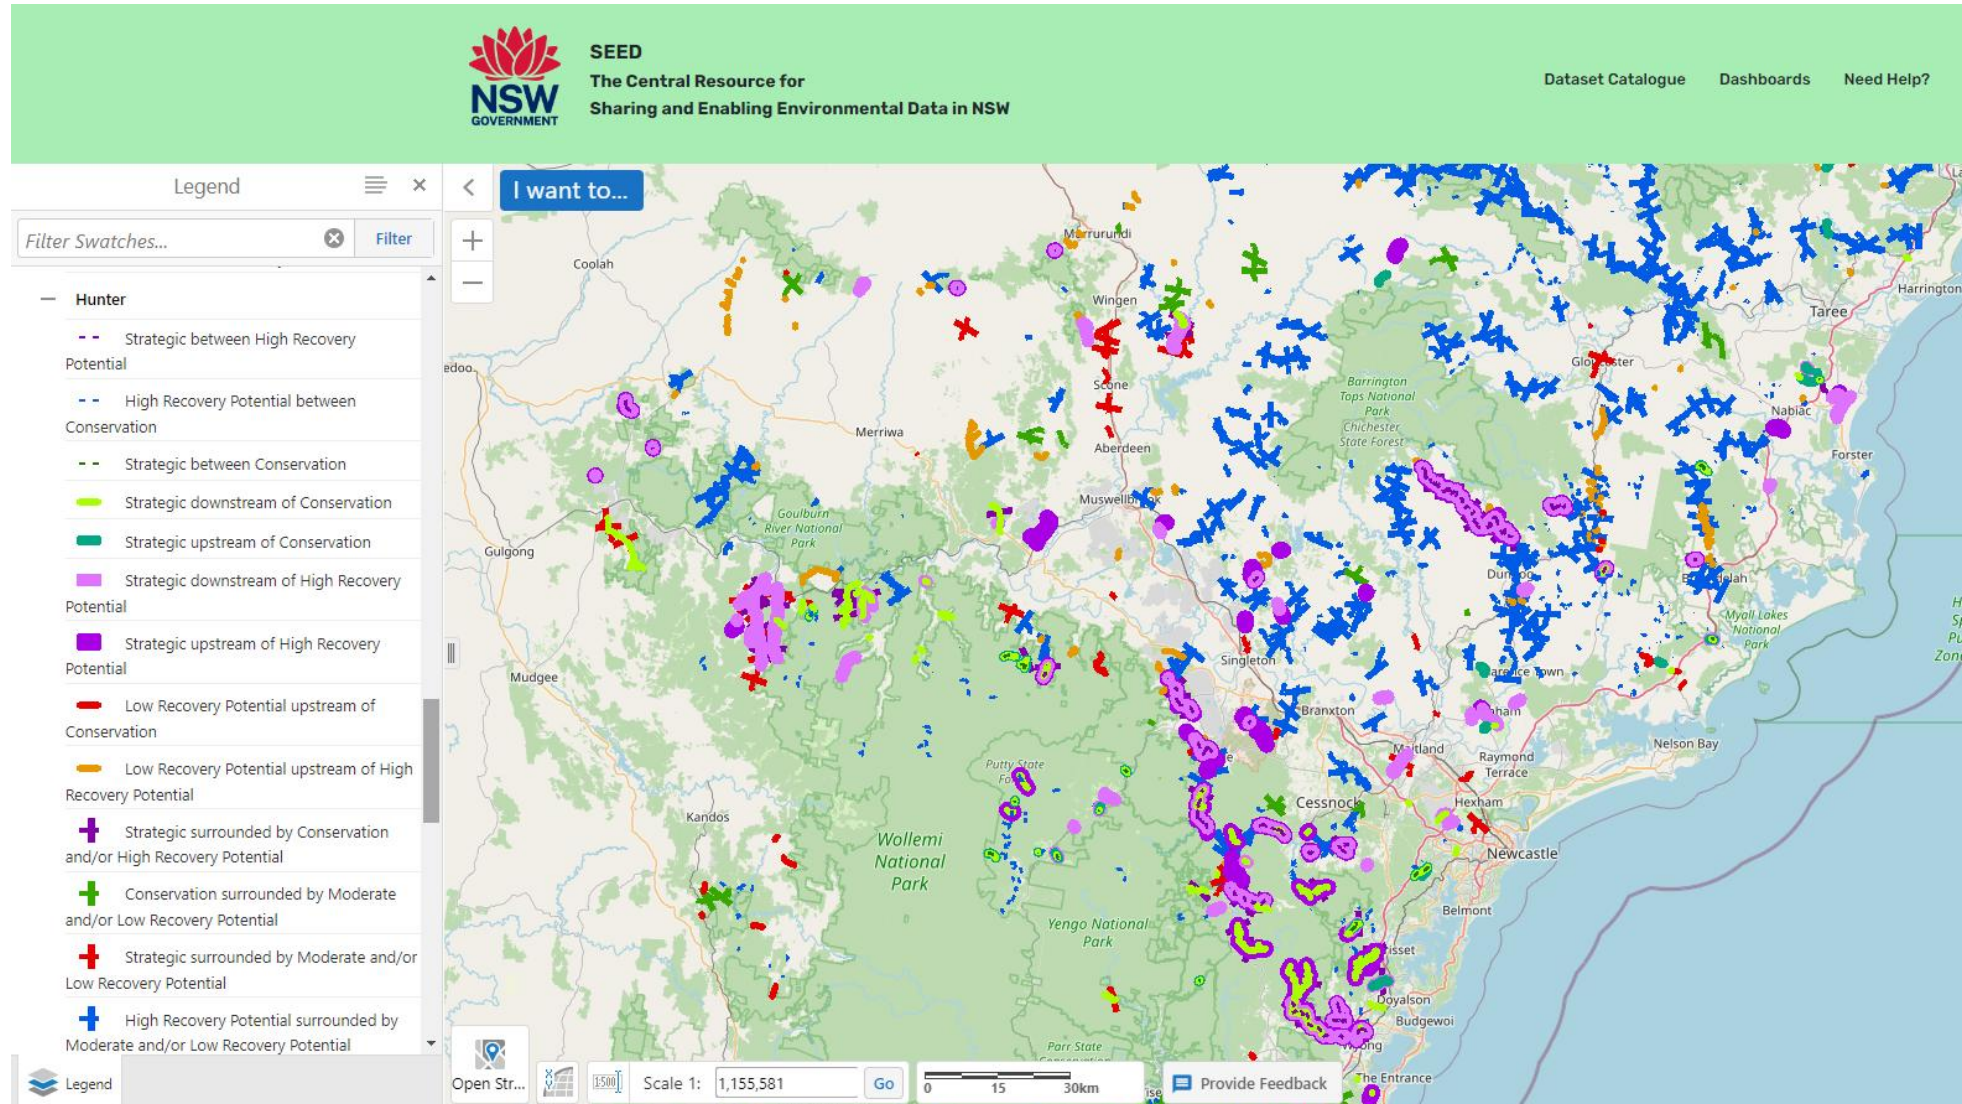 NSW
GOVERNMENT
SEED
The Central Resource for
Sharing and Enabling Environmental Data in NSW
Dataset Catalogue
Dashboards
Need Help?
Legend
Filter Swatches...
Filter
Hunter
Strategic between High Recovery
Potential
High Recovery Potential between
Conservation
Strategic between Conservation
Strategic downstream of Conservation
Strategic upstream of Conservation
Strategic downstream of High Recovery
Potential
Strategic upstream of High Recovery
Potential
Low Recovery Potential upstream of
Conservation
Low Recovery Potential upstream of High
Recovery Potential
Strategic surrounded by Conservation
and/or High Recovery Potential
Conservation surrounded by Moderate
and/or Low Recovery Potential
Strategic surrounded by Moderate and/or
Low Recovery Potential
High Recovery Potential surrounded by
Moderate and/or Low Recovery Potential
Legend
I want to...
Coolah
Wingen
Harrington
Taree
edoo
Scone
Barrington
Tops National
Park
Chichester
State Forest
Nabiac
Merriwa
Aberdeen
Forster
Goulburn
River National
Park
Gulgong
Myall Lakes
National
Park
Singleton
Mudgee
Branxton
Maitland
Nelson Bay
Raymond
Terrace
Kandos
Cessnock
Hexham
Wollemi
National
Park
Newcastle
Belmont
Yengo National
Park
isset
Doyalson
Budgewoi
Parr State
ong
The Entrance
Open Str...
1:500
Scale 1:
1,155,581
Go
0
15
30km
Provide Feedback